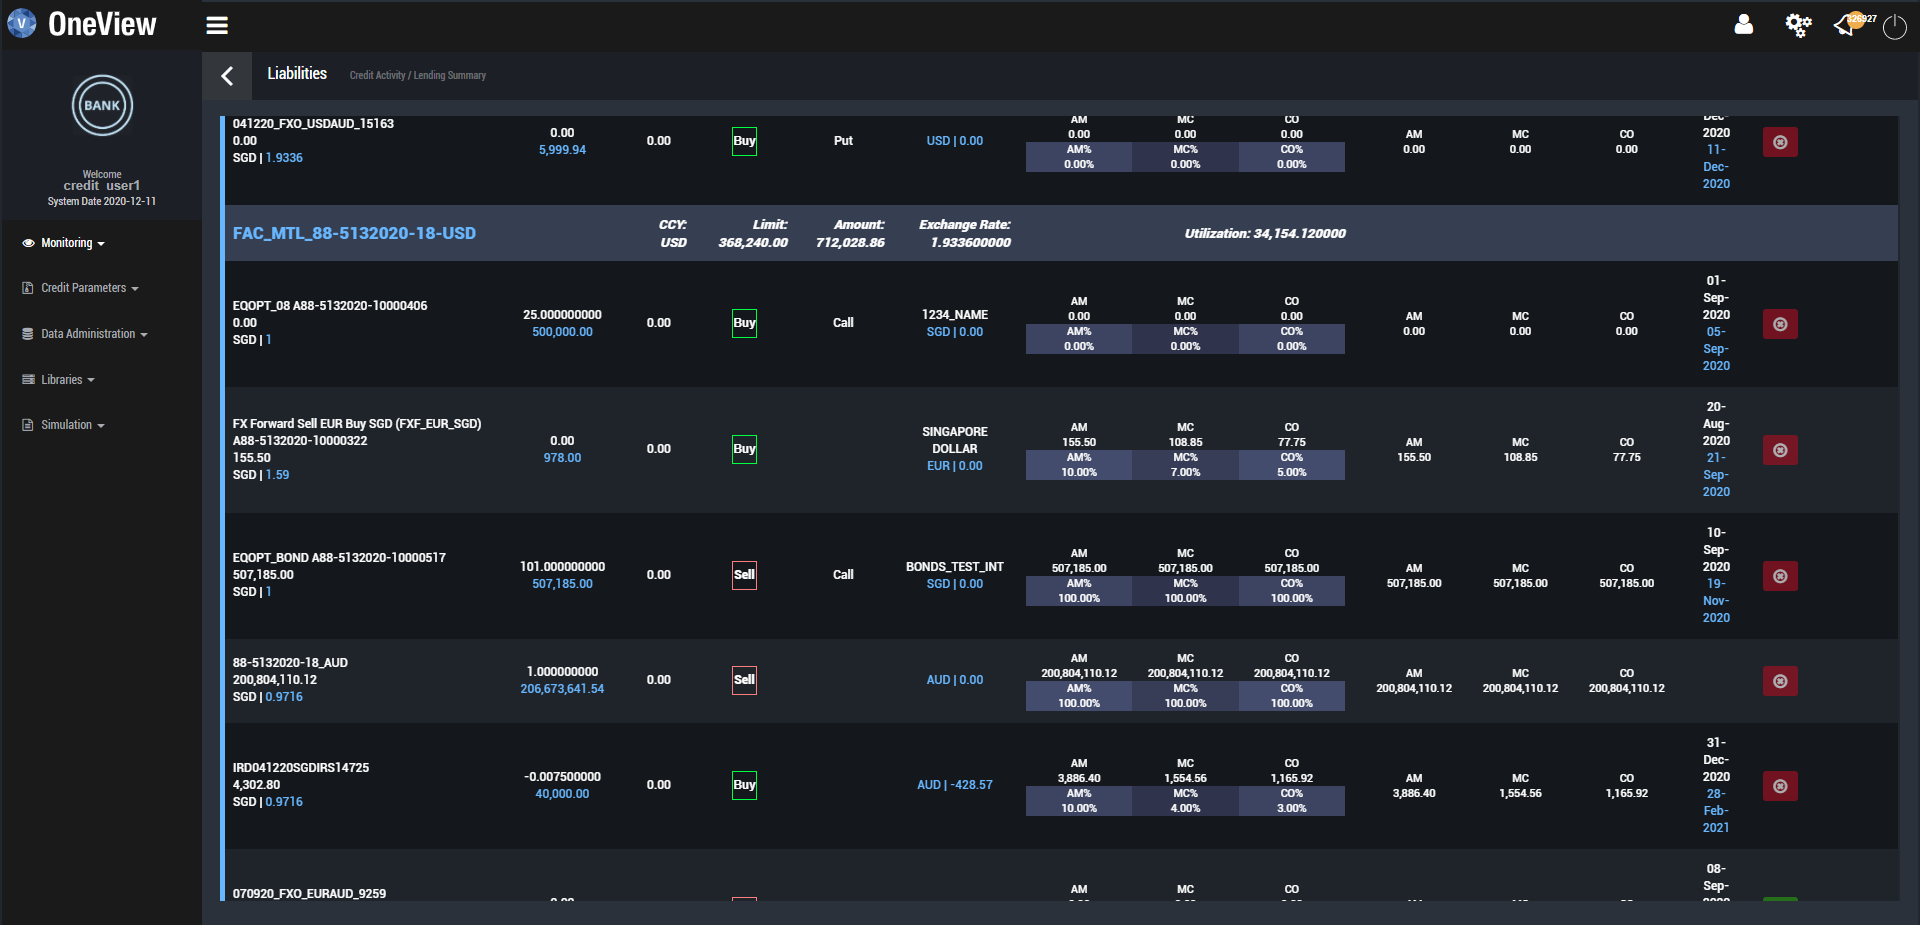 OneView
326927
BANK
Welcome
credit_user1
System Date 2020-12-11
Monitoring
Credit Parameters
Data Administration
Libraries
Simulation
Liabilities
Credit Activity / Lending Summary
041220_FXO_USDAUD_15163
0.00
SGD | 1.9336
0.00
5,999.94
0.00
Buy
Put
USD | 0.00
AM MC CO
0.00 0.00 0.00
AM% MC% CO%
0.00% 0.00% 0.00%
AM MC CO
0.00 0.00 0.00
Dec-
2020
11-
Dec-
2020
FAC_MTL_88-5132020-18-USD
CCY:
USD
Limit:
368,240.00
Amount:
712,028.86
Exchange Rate:
1.933600000
Utilization: 34,154.120000
EQOPT_08 A88-5132020-10000406
0.00
SGD | 1
25.000000000
500,000.00
0.00
Buy
Call
1234_NAME
SGD | 0.00
AM MC CO
0.00 0.00 0.00
AM% MC% CO%
0.00% 0.00% 0.00%
AM MC CO
0.00 0.00 0.00
01-
Sep-
2020
05-
Sep-
2020
FX Forward Sell EUR Buy SGD (FXF_EUR_SGD)
A88-5132020-10000322
155.50
SGD | 1.59
0.00
978.00
0.00
Buy
SINGAPORE
DOLLAR
EUR | 0.00
AM MC CO
155.50 108.85 77.75
AM% MC% CO%
10.00% 7.00% 5.00%
AM MC CO
155.50 108.85 77.75
20-
Aug-
2020
21-
Sep-
2020
EQOPT_BOND A88-5132020-10000517
507,185.00
SGD | 1
101.000000000
507,185.00
0.00
Sell
Call
BONDS_TEST_INT
SGD | 0.00
AM MC CO
507,185.00 507,185.00 507,185.00
AM% MC% CO%
100.00% 100.00% 100.00%
AM MC CO
507,185.00 507,185.00 507,185.00
10-
Sep-
2020
19-
Nov-
2020
88-5132020-18_AUD
200,804,110.12
SGD | 0.9716
1.000000000
206,673,641.54
0.00
Sell
AUD | 0.00
AM MC CO
200,804,110.12 200,804,110.12 200,804,110.12
AM% MC% CO%
100.00% 100.00% 100.00%
AM MC CO
200,804,110.12 200,804,110.12 200,804,110.12
IRD041220SGDIRS14725
4,302.80
SGD | 0.9716
-0.007500000
40,000.00
0.00
Buy
AUD | -428.57
AM MC CO
3,886.40 1,554.56 1,165.92
AM% MC% CO%
10.00% 4.00% 3.00%
AM MC CO
3,886.40 1,554.56 1,165.92
31-
Dec-
2020
28-
Feb-
2021
070920_FXO_EURAUD_9259
AM MC CO
08-
Sep-